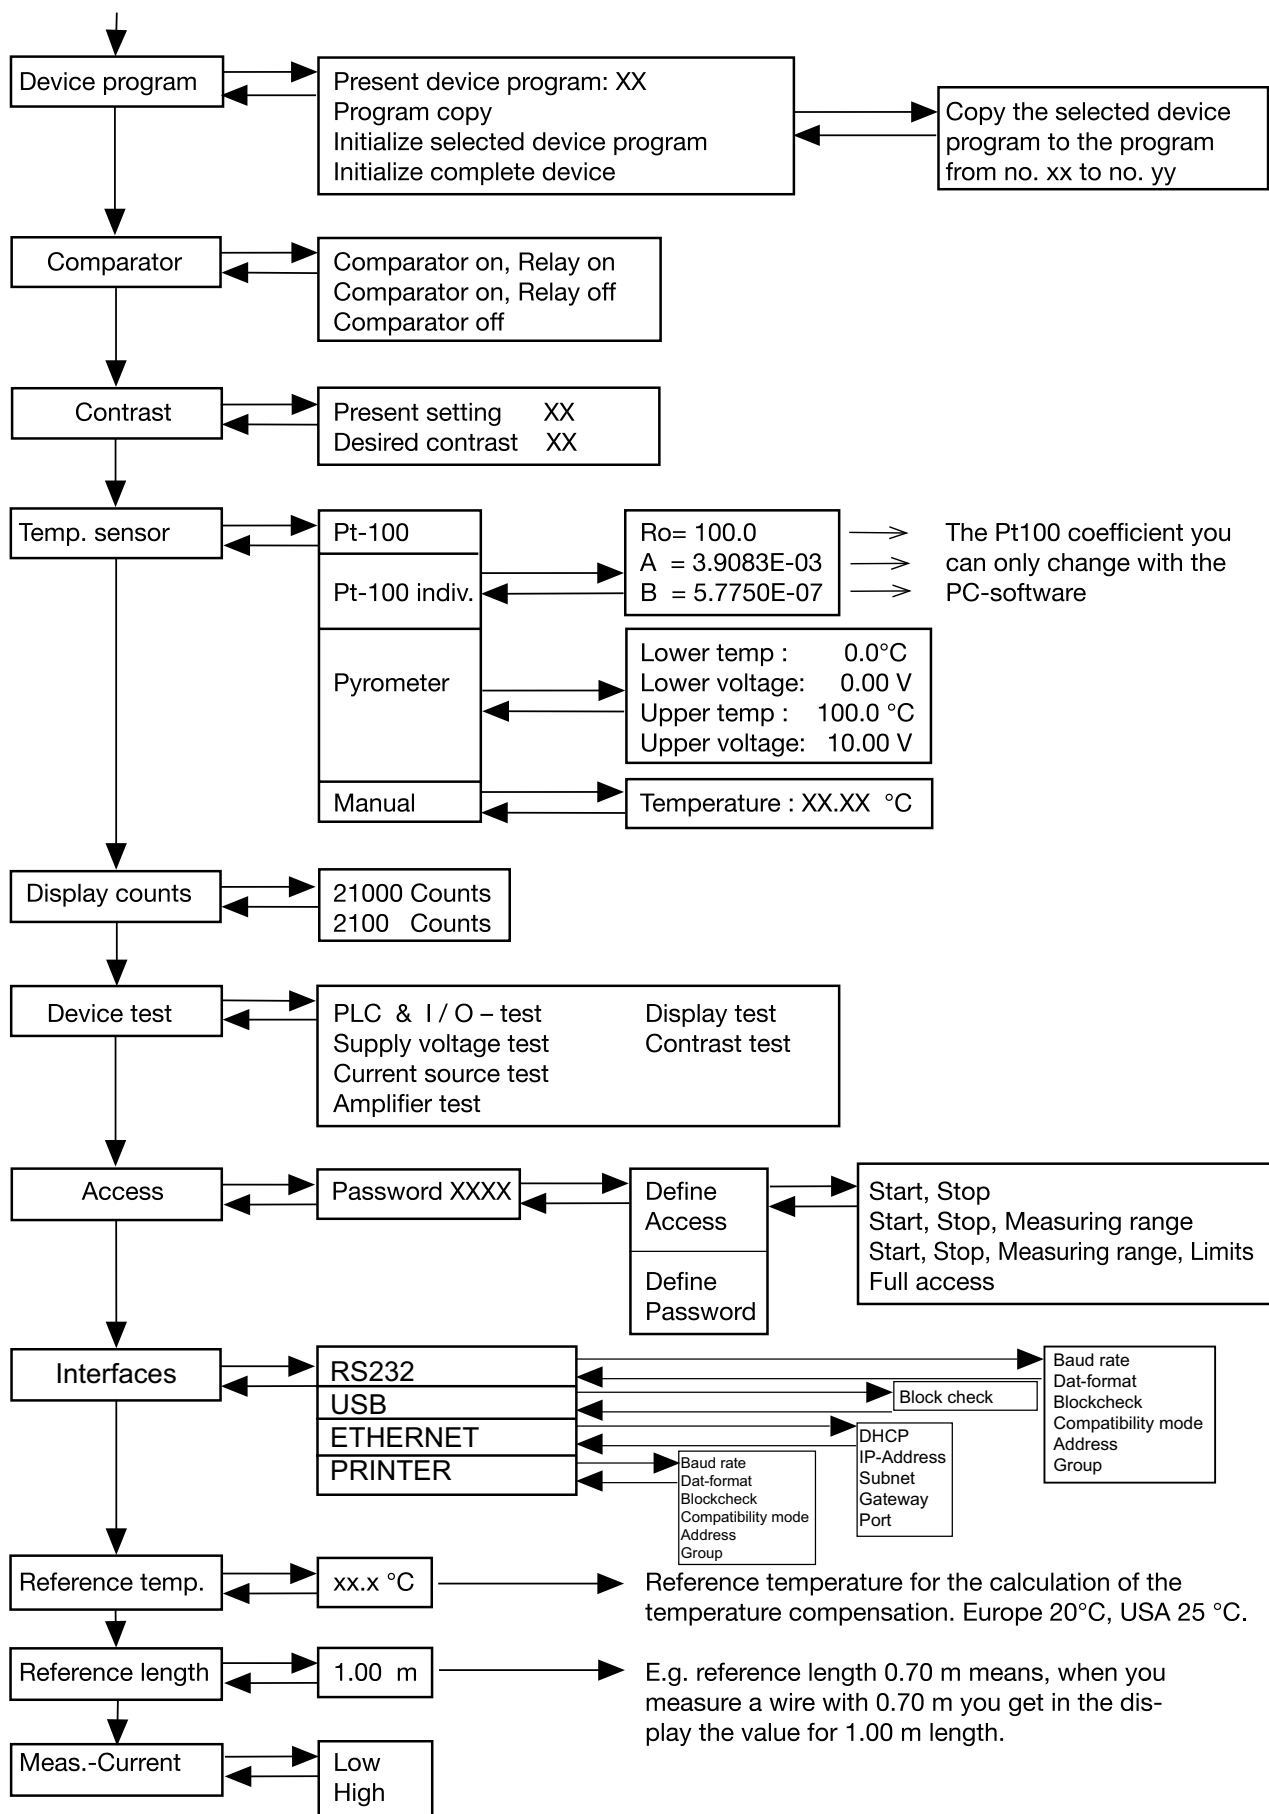 Device program
Present device program: XX
Program copy
Initialize selected device program
Initialize complete device
Copy the selected device
program to the program
from no. xx to no. yy
Comparator
Comparator on, Relay on
Comparator on, Relay off
Comparator off
Contrast
Present setting XX
Desired contrast XX
Temp. sensor
Pt-100
Pt-100 indiv.
Ro= 100.0
A = 3.9083E-03
B = 5.7750E-07
The Pt100 coefficient you
can only change with the
PC-software
Pyrometer
Lower temp : 0.0°C
Lower voltage: 0.00 V
Upper temp : 100.0 °C
Upper voltage: 10.00 V
Manual
Temperature : XX.XX °C
Display counts
21000 Counts
2100 Counts
Device test
PLC & I / O – test
Supply voltage test
Current source test
Amplifier test
Display test
Contrast test
Access
Password XXXX
Define
Access
Define
Password
Start, Stop
Start, Stop, Measuring range
Start, Stop, Measuring range, Limits
Full access
Interfaces
RS232
USB
ETHERNET
PRINTER
Baud rate
Dat-format
Blockcheck
Compatibility mode
Address
Group
Block check
DHCP
IP-Address
Subnet
Gateway
Port
Baud rate
Dat-format
Blockcheck
Compatibility mode
Address
Group
Reference temp.
xx.x °C
Reference temperature for the calculation of the
temperature compensation. Europe 20°C, USA 25 °C.
Reference length
1.00 m
E.g. reference length 0.70 m means, when you
measure a wire with 0.70 m you get in the dis-
play the value for 1.00 m length.
Meas.-Current
Low
High